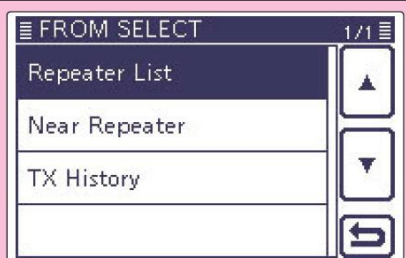 FROM SELECT 1/1
Repeater List
Near Repeater
TX History